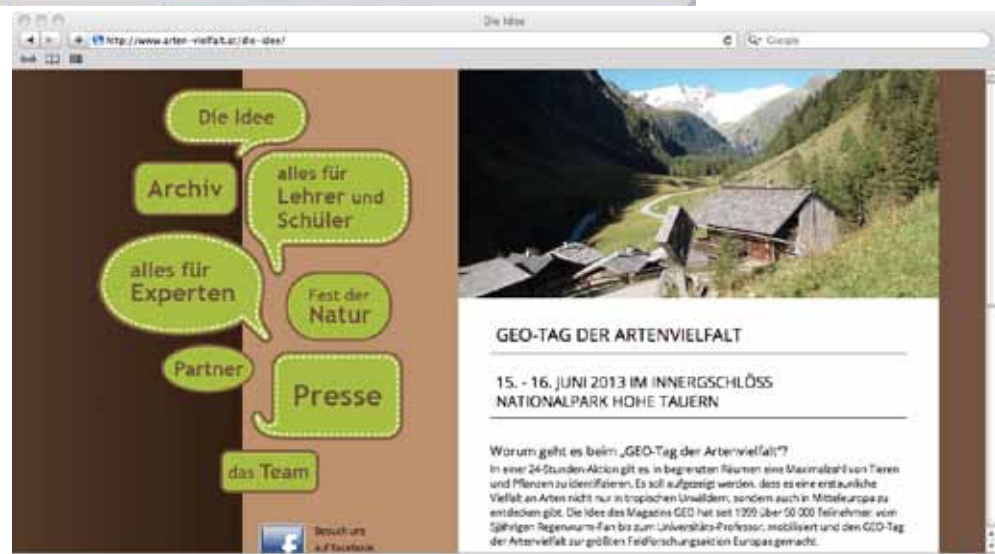 Die Idee
http://www.arten-vielfalt.at/die-idee/
Google
Die Idee
Archiv
alles für
Lehrer und
Schüler
alles für
Experten
Fest der
Natur
Partner
Presse
das Team
Besuch uns
auf Facebook
GEO-TAG DER ARTENVIELFALT
15. - 16. JUNI 2013 IM INNERGSCHLÖSS
NATIONALPARK HOHE TAUERN
Worum geht es beim „GEO-Tag der Artenvielfalt"?
In einer 24-Stunden-Aktion gilt es, in begrenzten Räumen eine Maximalzahl von Tieren
und Pflanzen zu identifizieren. Es soll aufgezeigt werden, dass es eine erstaunliche
Vielfalt an Arten nicht nur in tropischen Urwäldern, sondern auch in Mitteleuropa zu
entdecken gibt. Die Idee des Magazins GEO hat seit 1999 über 50 000 Teilnehmer, vom
5jährigen Regenwurm-Fan bis zum Universitäts-Professor, mobilisiert und den GEO-Tag
der Artenvielfalt zur größten Feldforschungsaktion Europas gemacht.